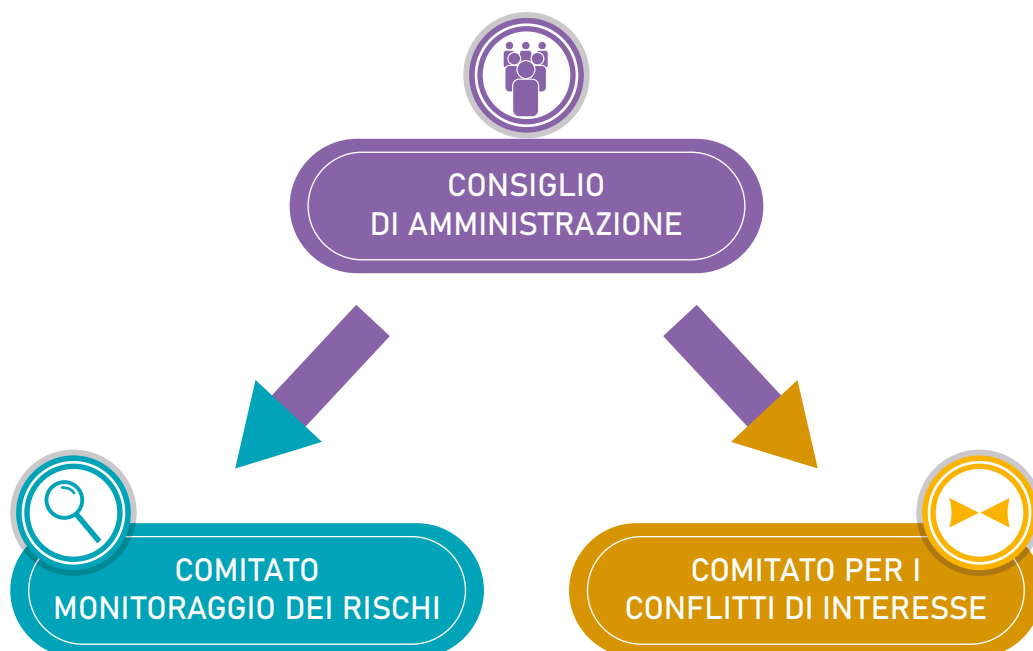 CONSIGLIO
DI AMMINISTRAZIONE
COMITATO
MONITORAGGIO DEI RISCHI
COMITATO PER I
CONFLITTI DI INTERESSE